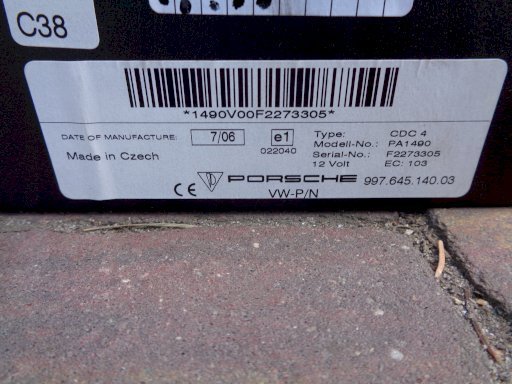 C38
*1490V00F2273305*
DATE OF MANUFACTURE: 7/06 e1 Type: CDC 4
022040 Modell-No.: PA1490
Made in Czech Serial-No.: F2273305
12 Volt EC: 103
CE PORSCHE 997.645.140.03
VW-P/N